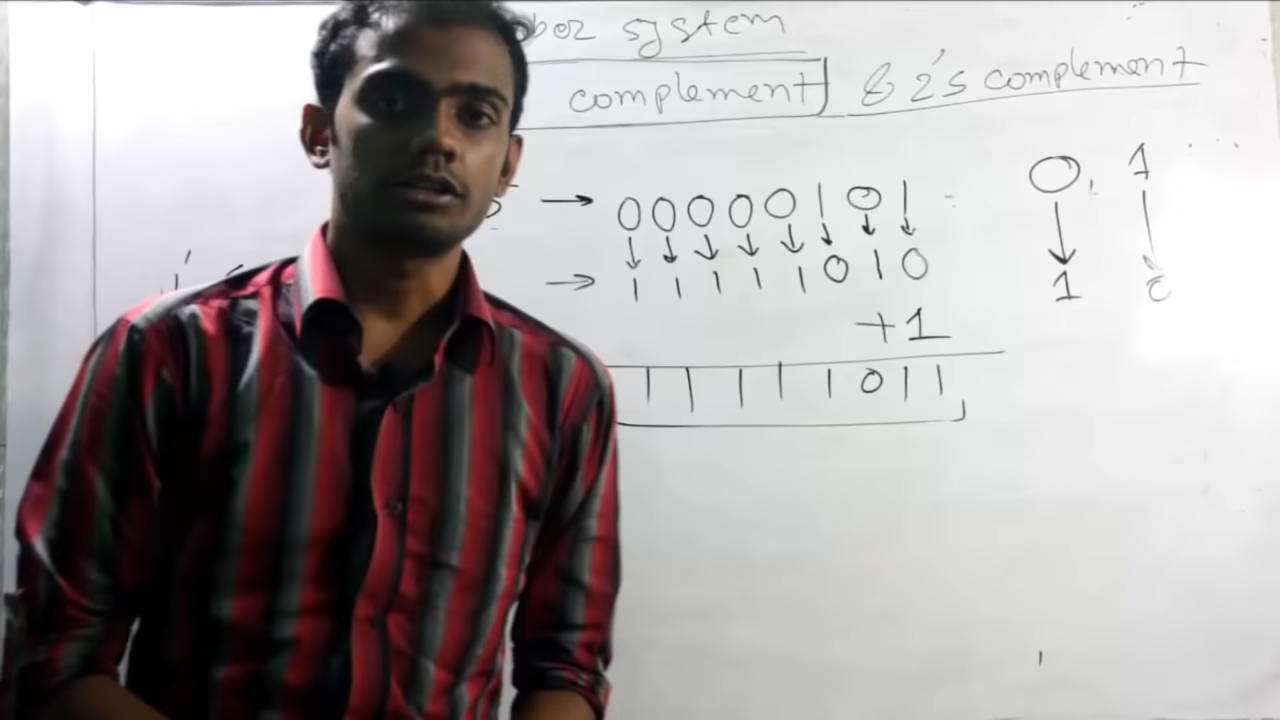 system
complement & 2's complement
→ 0 0 0 0 0 1 0 1 0, 1
↓ ↓ ↓ ↓ ↓ ↓ ↓ ↓ ↓ ↓
→ 1 1 1 1 1 0 1 0 1 0
+1
1 1 1 1 1 0 1 1